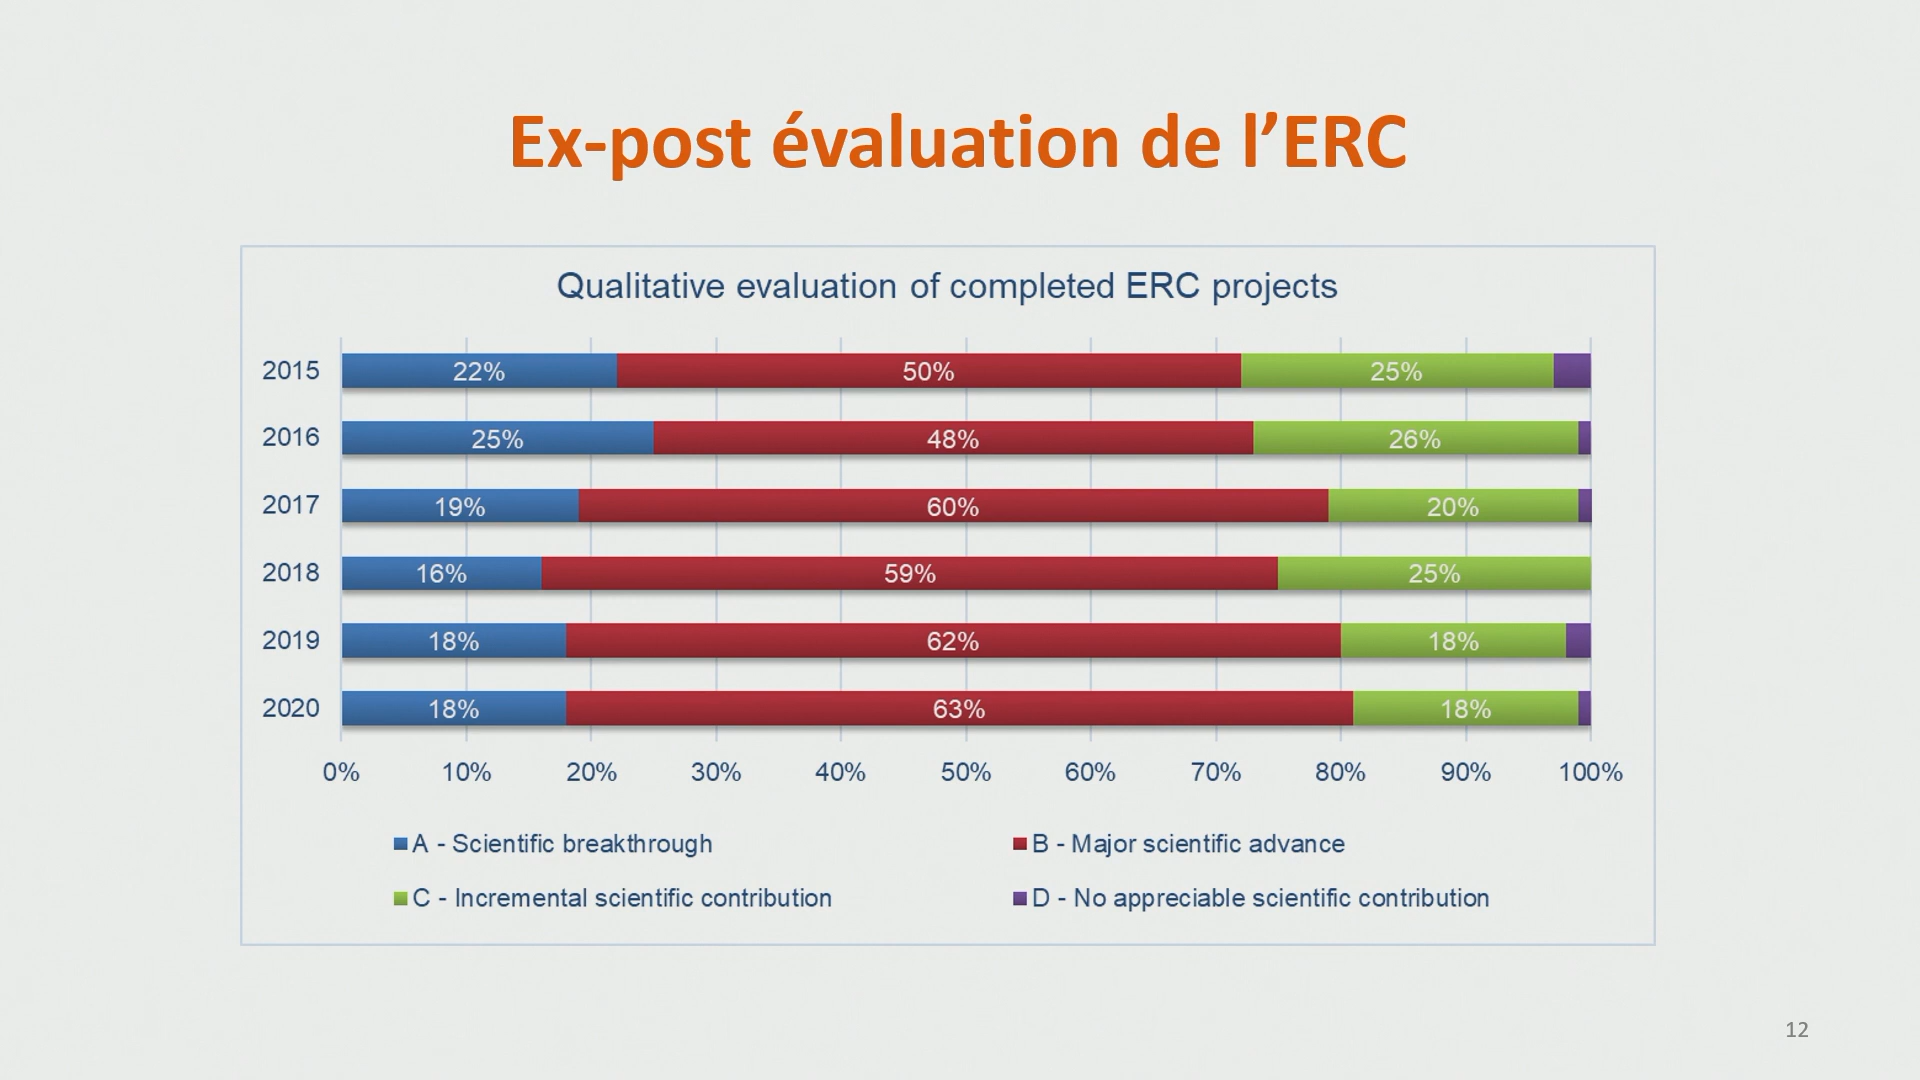 Ex-post évaluation de l’ERC
Qualitative evaluation of completed ERC projects
2015 22% 50% 25%
2016 25% 48% 26%
2017 19% 60% 20%
2018 16% 59% 25%
2019 18% 62% 18%
2020 18% 63% 18%
0% 10% 20% 30% 40% 50% 60% 70% 80% 90% 100%
A - Scientific breakthrough B - Major scientific advance
C - Incremental scientific contribution D - No appreciable scientific contribution
12